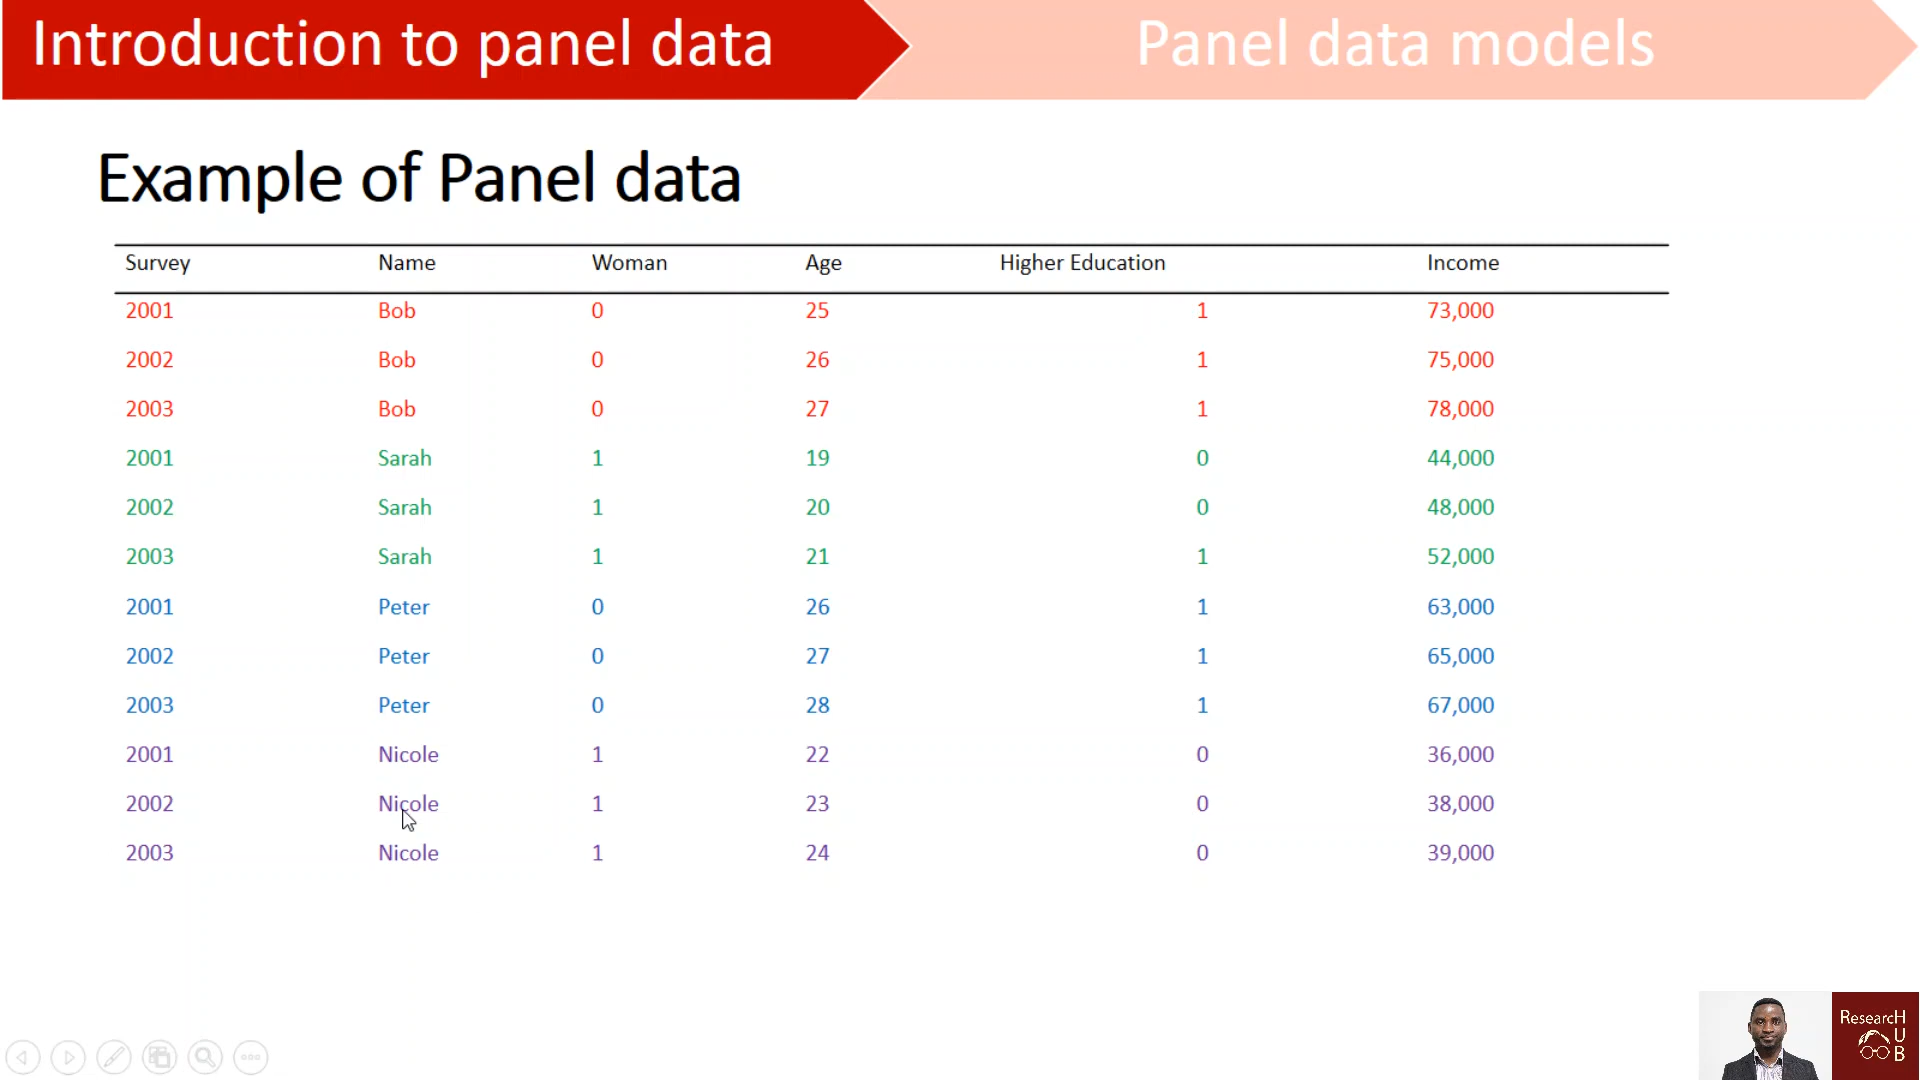 Introduction to panel data
Panel data models
Example of Panel data
Survey Name Woman Age Higher Education Income
2001 Bob 0 25 1 73,000
2002 Bob 0 26 1 75,000
2003 Bob 0 27 1 78,000
2001 Sarah 1 19 0 44,000
2002 Sarah 1 20 0 48,000
2003 Sarah 1 21 1 52,000
2001 Peter 0 26 1 63,000
2002 Peter 0 27 1 65,000
2003 Peter 0 28 1 67,000
2001 Nicole 1 22 0 36,000
2002 Nicole 1 23 0 38,000
2003 Nicole 1 24 0 39,000
ResearcHUB